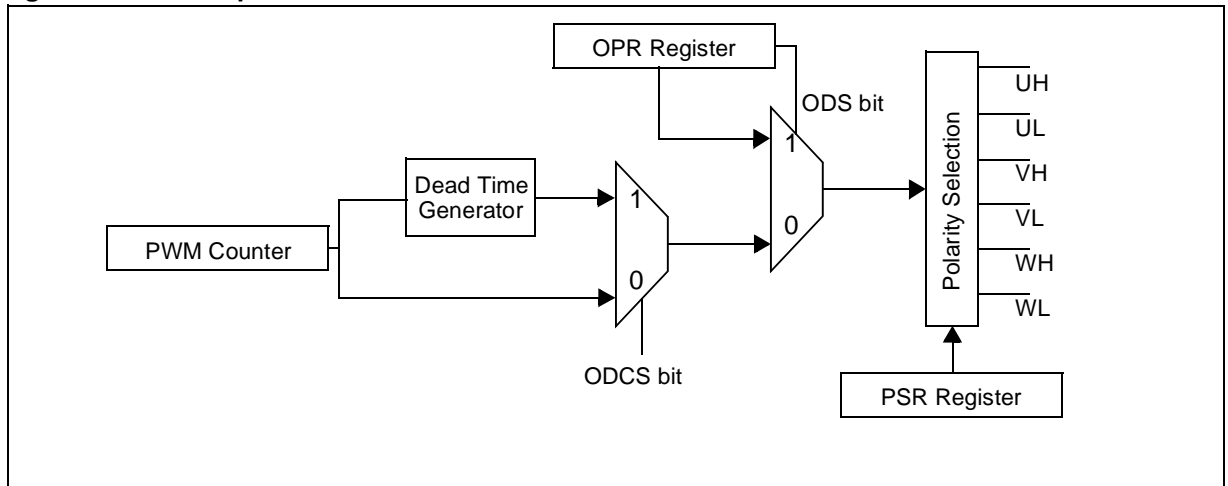 OPR Register
ODS bit
1
0
Dead Time
Generator
1
0
PWM Counter
ODCS bit
Polarity Selection
UH
UL
VH
VL
WH
WL
PSR Register